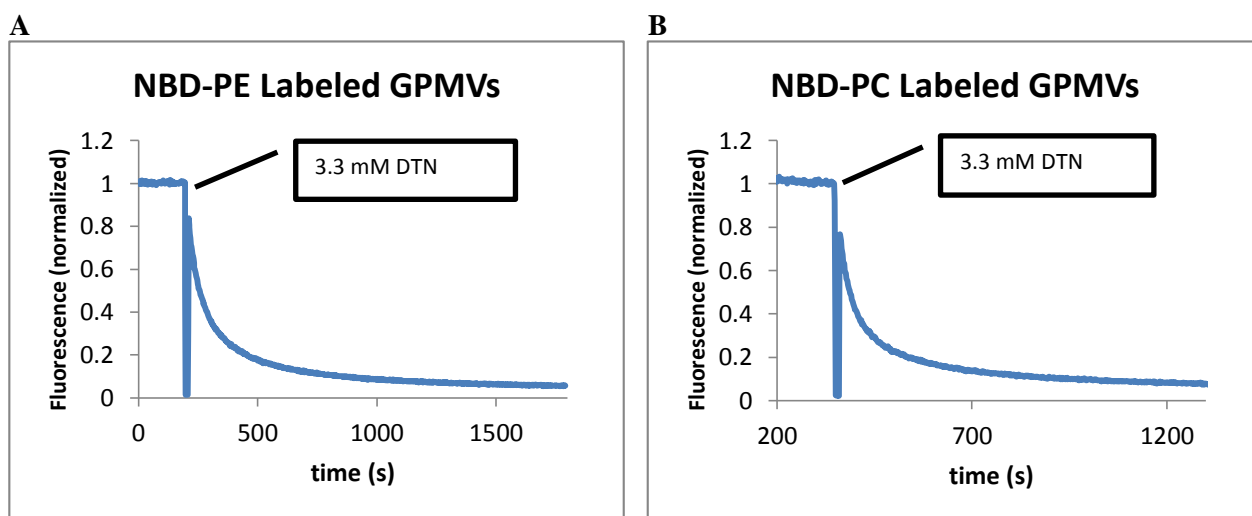 A
NBD-PE Labeled GPMVs
3.3 mM DTN
Fluorescence (normalized)
1.2
1
0.8
0.6
0.4
0.2
0
0 500 1000 1500
time (s)
B
NBD-PC Labeled GPMVs
3.3 mM DTN
Fluorescence (normalized)
1.2
1
0.8
0.6
0.4
0.2
0
200 700 1200
time (s)